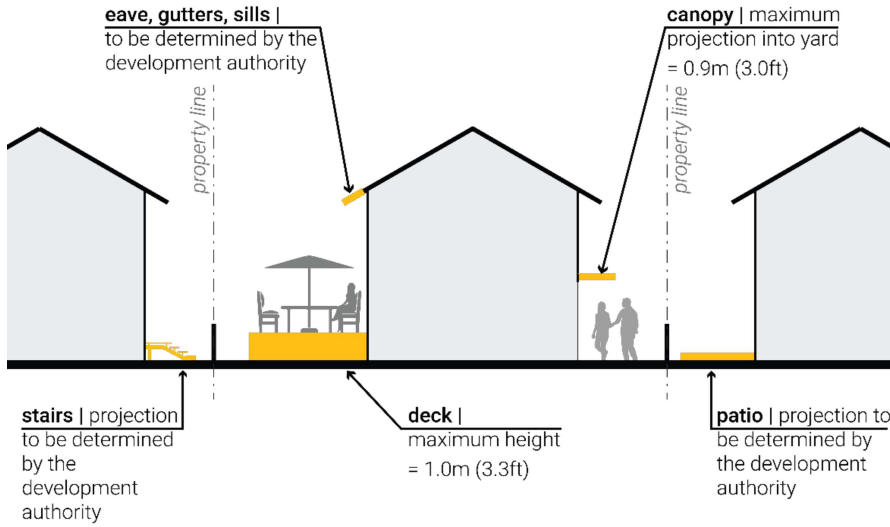 eave, gutters, sills |
to be determined by the
development authority
canopy | maximum
projection into yard
= 0.9m (3.0ft)
property line
property line
stairs | projection
to be determined
by the
development
authority
deck |
maximum height
= 1.0m (3.3ft)
patio | projection to
be determined by
the development
authority